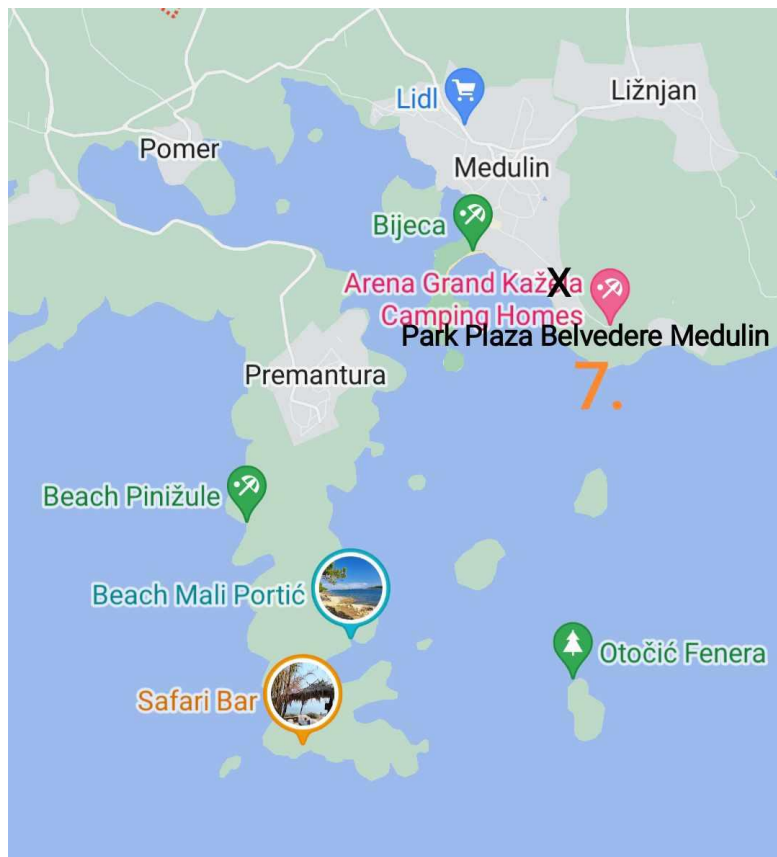 Ližnjan
Lidl
Pomer
Medulin
Bijeca
Arena Grand Kažela
X
Camping Homes
Park Plaza Belvedere Medulin
7.
Premantura
Beach Pinižule
Beach Mali Portić
Otočić Fenera
Safari Bar